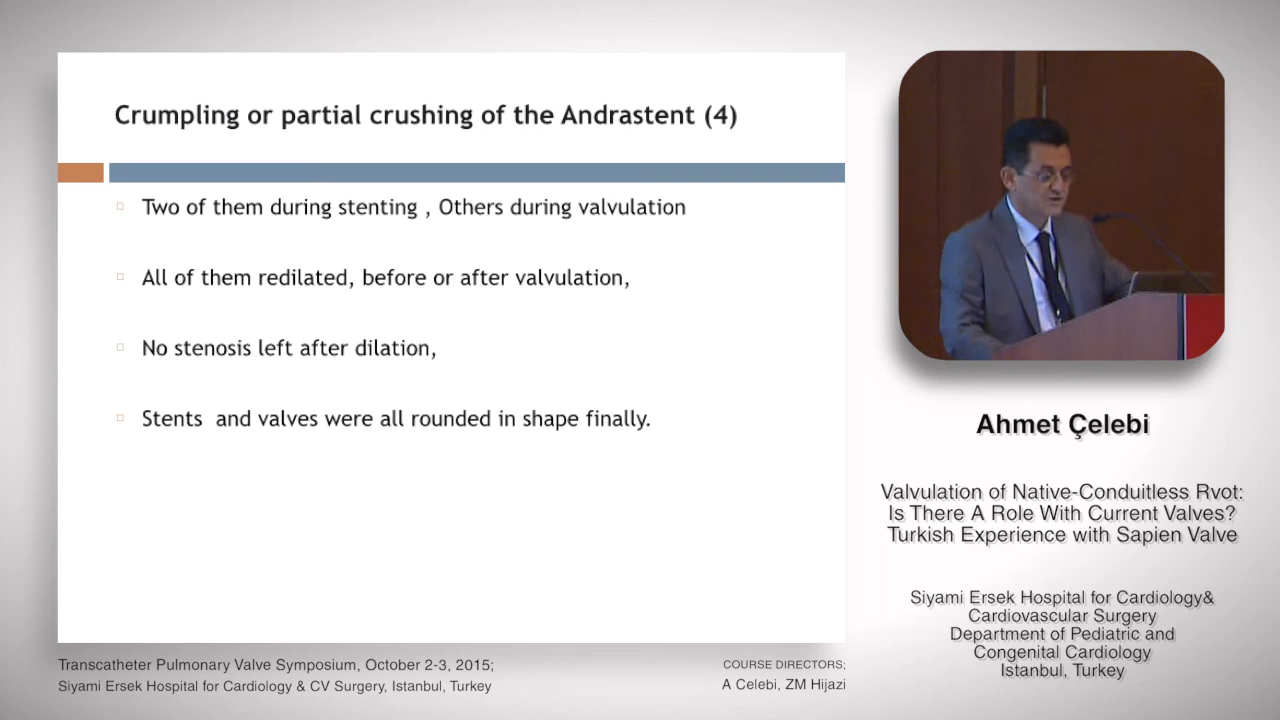 Crumpling or partial crushing of the Andrastent (4)
Two of them during stenting , Others during valvulation
All of them redilated, before or after valvulation,
No stenosis left after dilation,
Stents  and valves were all rounded in shape finally.
Ahmet Çelebi
Valvulation of Native-Conduitless Rvot:
Is There A Role With Current Valves?
Turkish Experience with Sapien Valve
Siyami Ersek Hospital for Cardiology&
Cardiovascular Surgery
Department of Pediatric and
Congenital Cardiology
Istanbul, Turkey
Transcatheter Pulmonary Valve Symposium, October 2-3, 2015;
Siyami Ersek Hospital for Cardiology & CV Surgery, Istanbul, Turkey
COURSE DIRECTORS;
A Celebi, ZM Hijazi